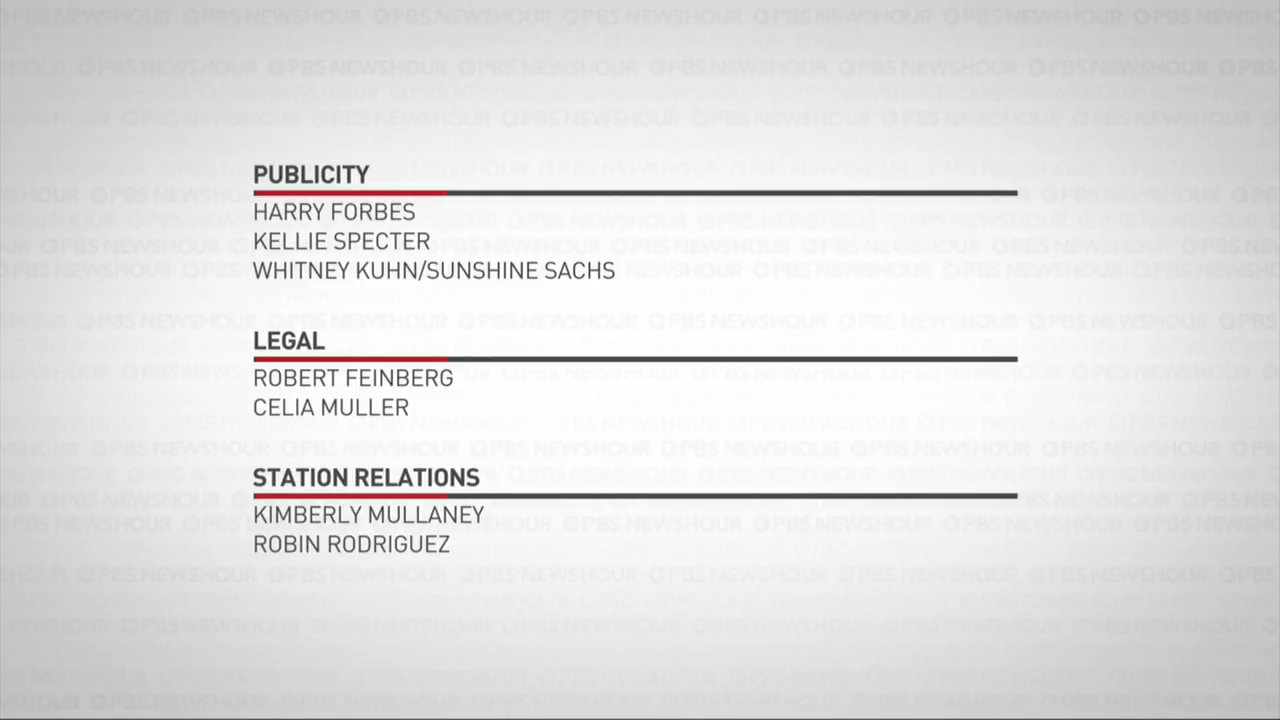 PUBLICITY
HARRY FORBES
KELLIE SPECTER
WHITNEY KUHN/SUNSHINE SACHS
LEGAL
ROBERT FEINBERG
CELIA MULLER
STATION RELATIONS
KIMBERLY MULLANEY
ROBIN RODRIGUEZ